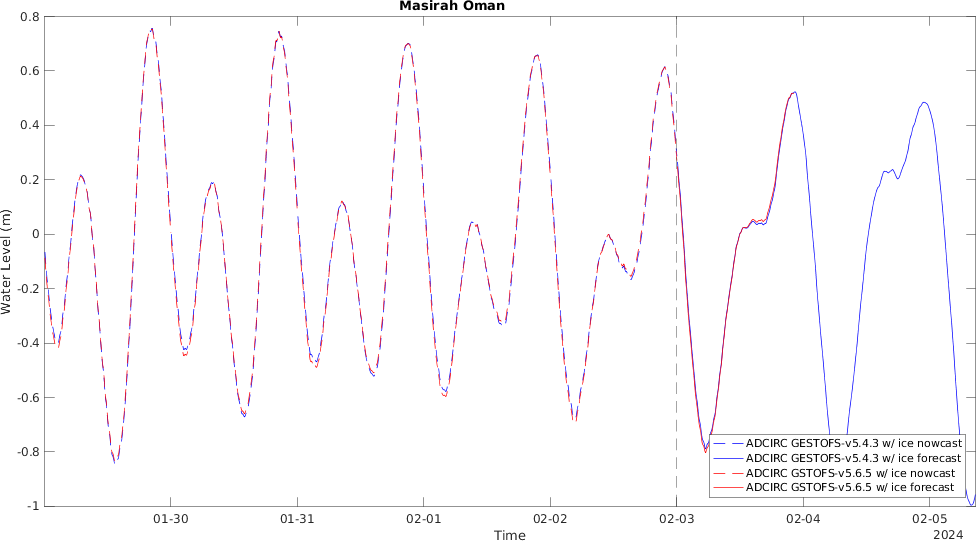 Masirah Oman
Water Level (m)
0.8
0.6
0.4
0.2
0
-0.2
-0.4
-0.6
-0.8
-1
ADCIRC GESTOFS-v5.4.3 w/ ice nowcast
ADCIRC GESTOFS-v5.4.3 w/ ice forecast
ADCIRC GSTOFS-v5.6.5 w/ ice nowcast
ADCIRC GSTOFS-v5.6.5 w/ ice forecast
01-30
01-31
02-01
02-02
02-03
02-04
02-05
Time
2024